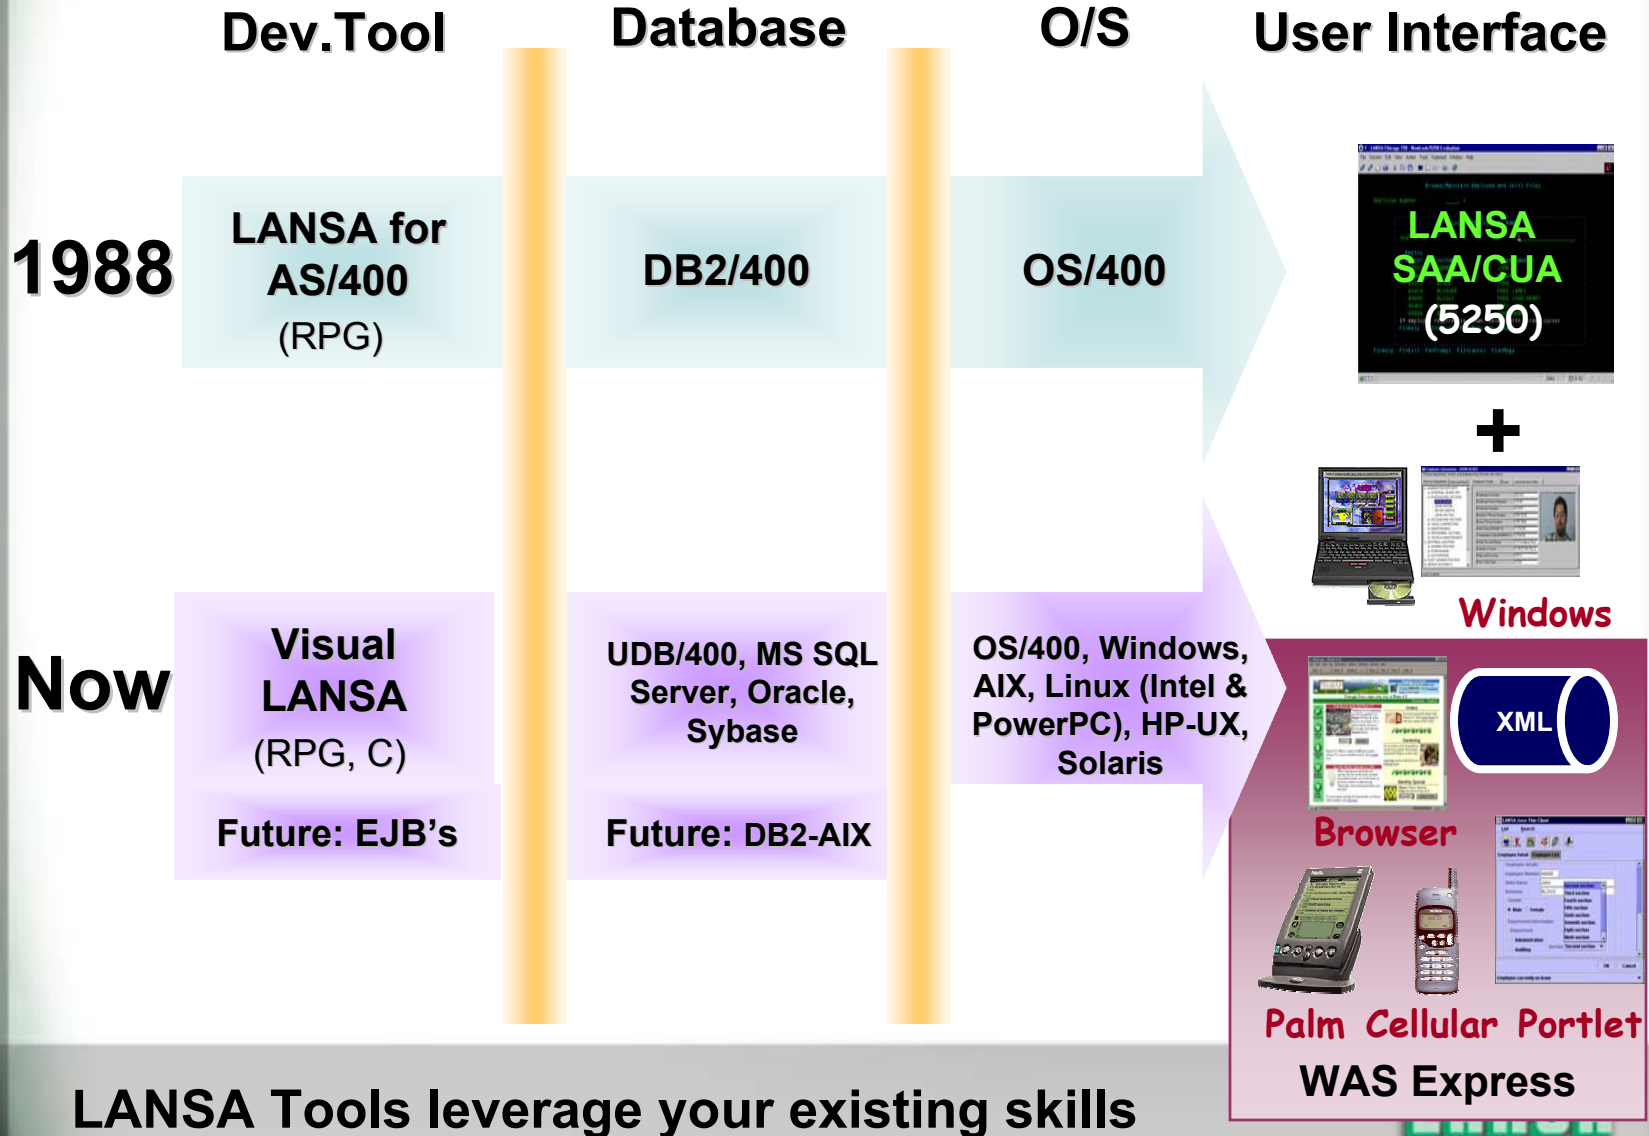 Dev.Tool
Database
O/S
User Interface
1988
LANSA for
AS/400
(RPG)
DB2/400
OS/400
LANSA
SAA/CUA
(5250)
+
Windows
Now
Visual
LANSA
(RPG, C)
Future: EJB's
UDB/400, MS SQL
Server, Oracle,
Sybase
Future: DB2-AIX
OS/400, Windows,
AIX, Linux (Intel &
PowerPC), HP-UX,
Solaris
XML
Browser
Palm Cellular Portlet
WAS Express
LANSA Tools leverage your existing skills